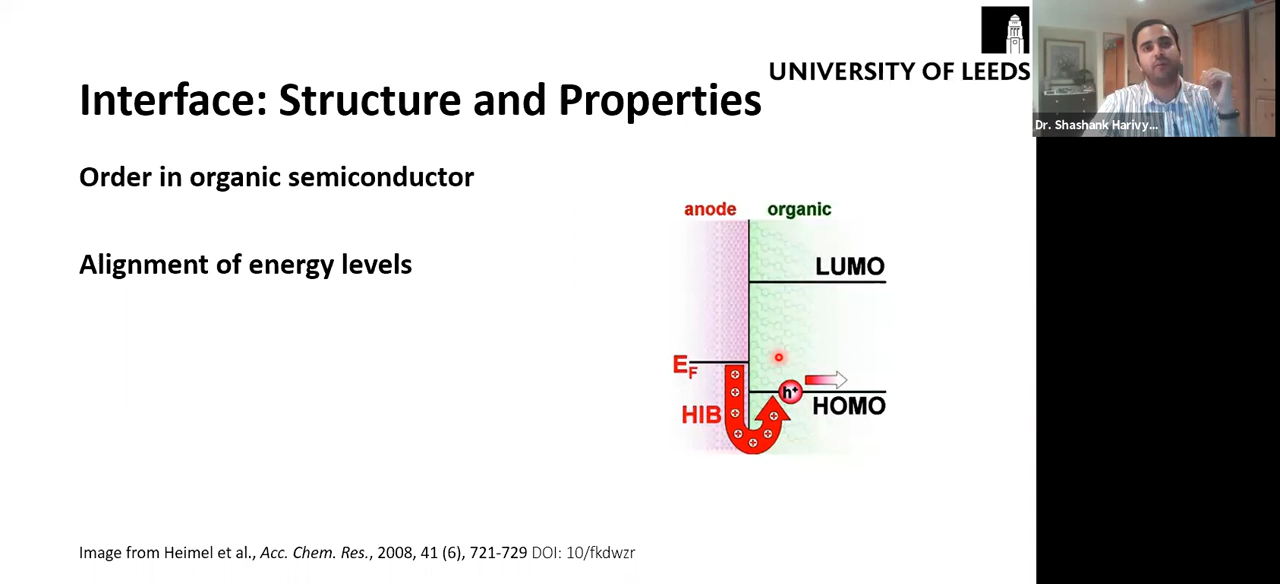 UNIVERSITY OF LEEDS
Dr. Shashank Harivy...
Interface: Structure and Properties
Order in organic semiconductor
Alignment of energy levels
anode organic
LUMO
EF
h+
HIB
HOMO
Image from Heimel et al., Acc. Chem. Res., 2008, 41 (6), 721-729 DOI: 10/fkdwzr